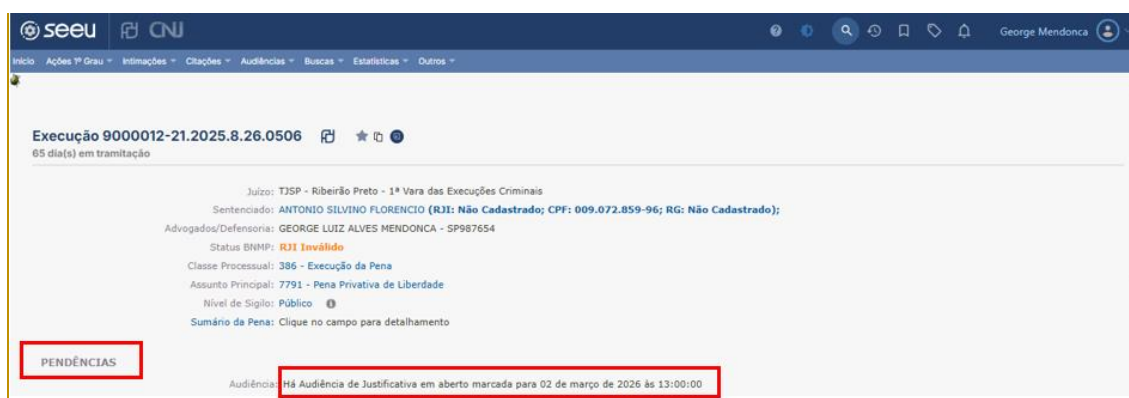 seeu CNJ George Mendonca
Início Ações 1º Grau Intimações Citações Audiências Buscas Estatísticas Outros
Execução 9000012-21.2025.8.26.0506
65 dia(s) em tramitação
Juízo: TJSP - Ribeirão Preto - 1ª Vara das Execuções Criminais
Sentenciado: ANTONIO SILVINO FLORENCIO (RJI: Não Cadastrado; CPF: 009.072.859-96; RG: Não Cadastrado);
Advogados/Defensoria: GEORGE LUIZ ALVES MENDONCA - SP987654
Status BNMP: RJI Inválido
Classe Processual: 386 - Execução da Pena
Assunto Principal: 7791 - Pena Privativa de Liberdade
Nível de Sigilo: Público
Sumário da Pena: Clique no campo para detalhamento
PENDÊNCIAS
Audiência: Há Audiência de Justificativa em aberto marcada para 02 de março de 2026 às 13:00:00